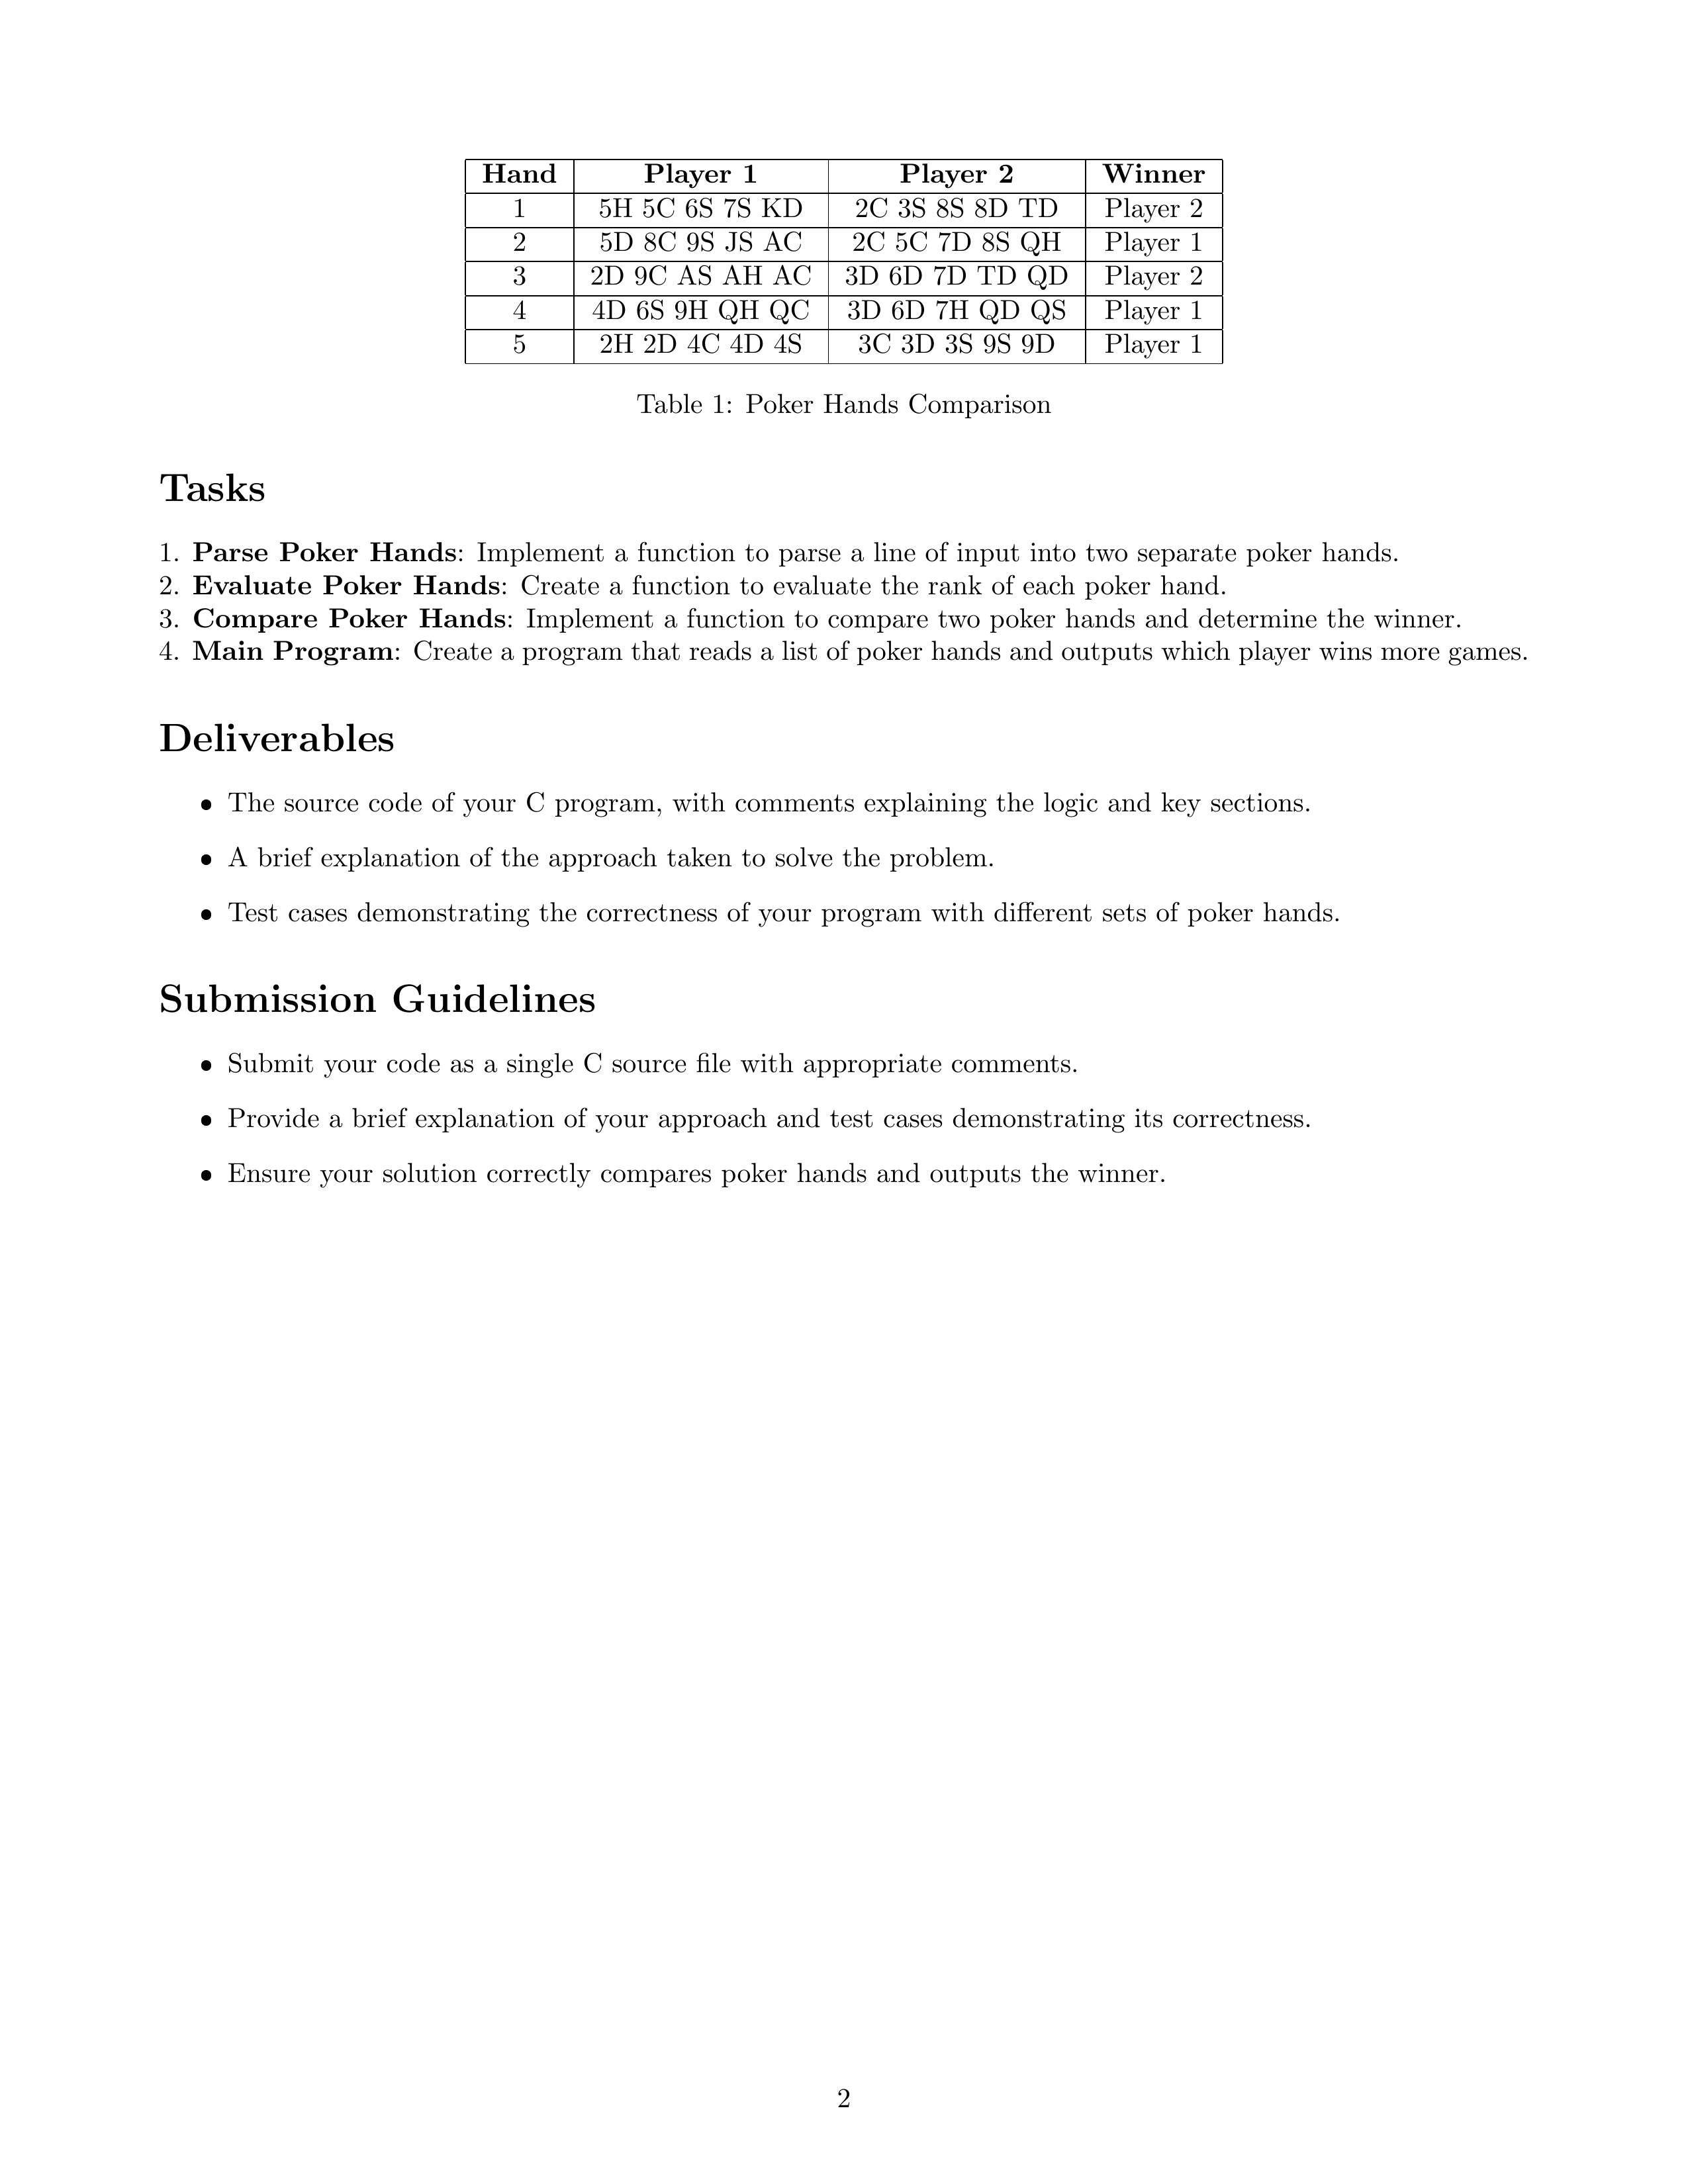 Hand Player 1 Player 2 Winner
1 5H 5C 6S 7S KD 2C 3S 8S 8D TD Player 2
2 5D 8C 9S JS AC 2C 5C 7D 8S QH Player 1
3 2D 9C AS AH AC 3D 6D 7D TD QD Player 2
4 4D 6S 9H QH QC 3D 6D 7H QD QS Player 1
5 2H 2D 4C 4D 4S 3C 3D 3S 9S 9D Player 1
Table 1: Poker Hands Comparison
Tasks
1. Parse Poker Hands: Implement a function to parse a line of input into two separate poker hands.
2. Evaluate Poker Hands: Create a function to evaluate the rank of each poker hand.
3. Compare Poker Hands: Implement a function to compare two poker hands and determine the winner.
4. Main Program: Create a program that reads a list of poker hands and outputs which player wins more games.
Deliverables
• The source code of your C program, with comments explaining the logic and key sections.
• A brief explanation of the approach taken to solve the problem.
• Test cases demonstrating the correctness of your program with different sets of poker hands.
Submission Guidelines
• Submit your code as a single C source file with appropriate comments.
• Provide a brief explanation of your approach and test cases demonstrating its correctness.
• Ensure your solution correctly compares poker hands and outputs the winner.
2